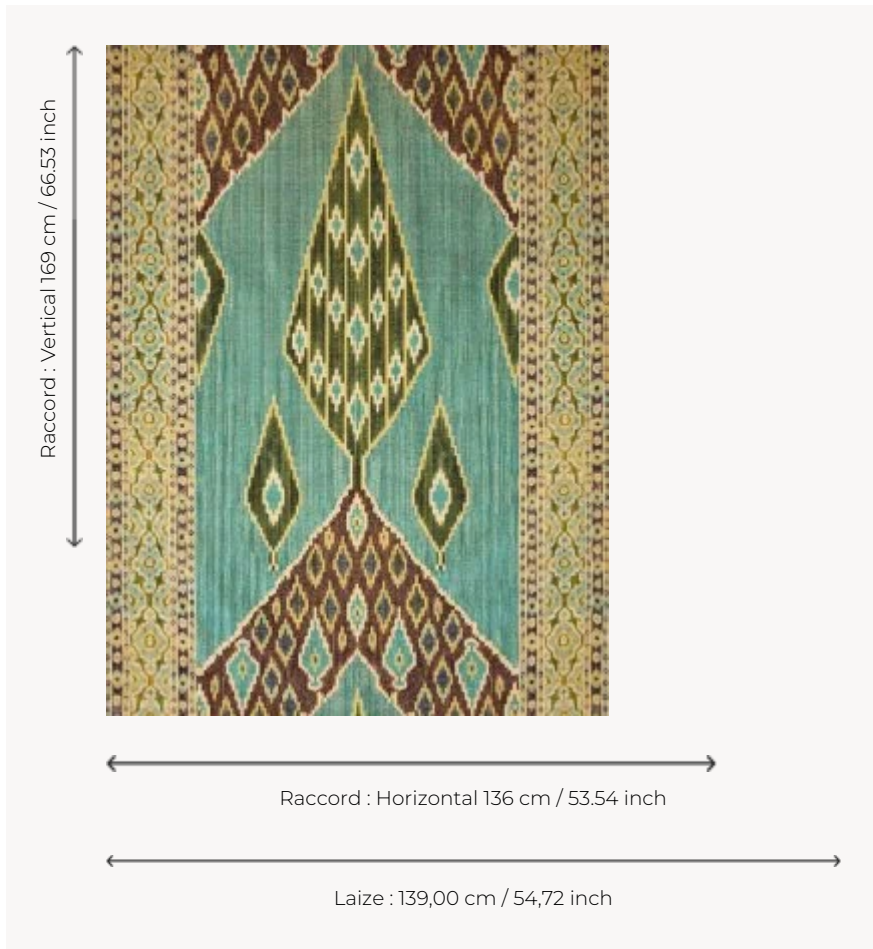 Raccord : Vertical 169 cm / 66.53 inch
Raccord : Horizontal 136 cm / 53.54 inch
Laize : 139,00 cm / 54,72 inch